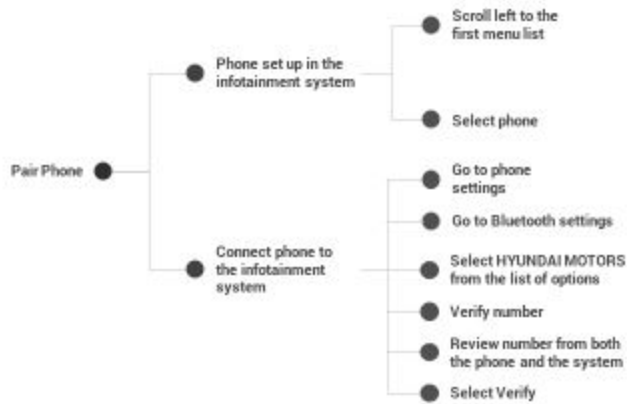 Pair Phone
Phone set up in the
infotainment system
Scroll left to the
first menu list
Select phone
Connect phone to
the infotainment
system
Go to phone
settings
Go to Bluetooth settings
Select HYUNDAI MOTORS
from the list of options
Verify number
Review number from both
the phone and the system
Select Verify